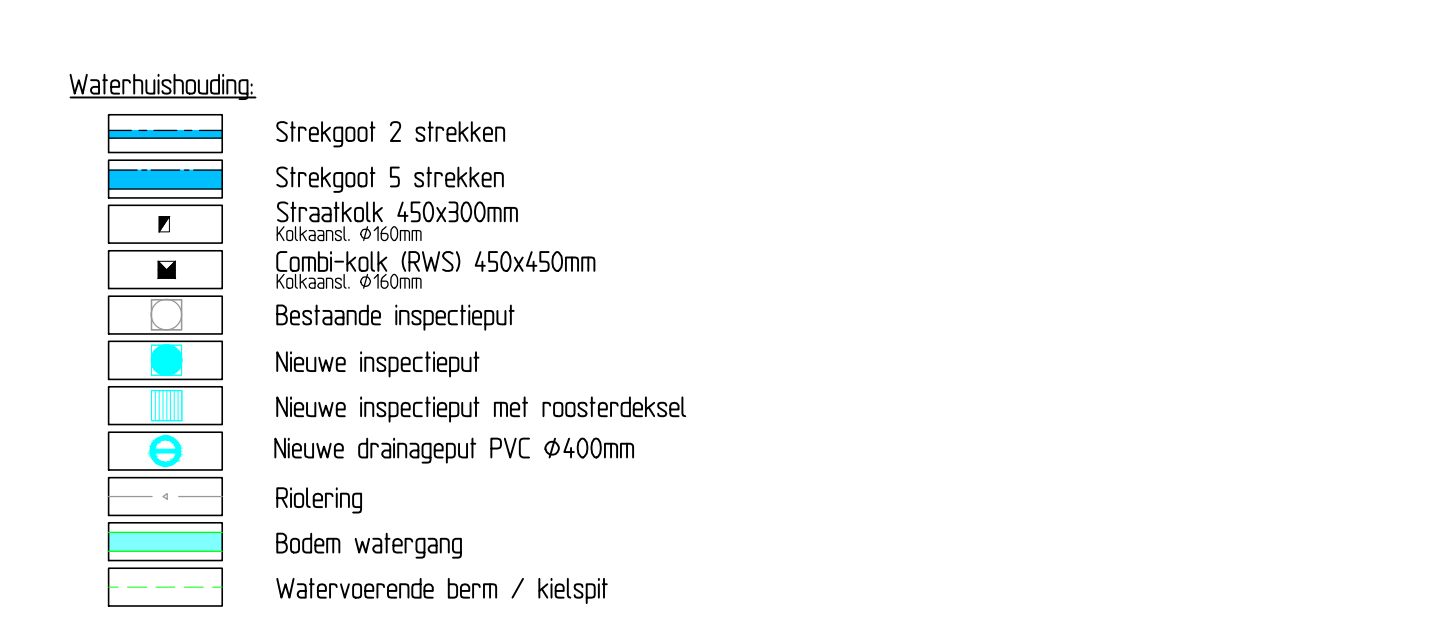 Waterhuishouding:
Strekgoot 2 strekken
Strekgoot 5 strekken
Straatkolk 450x300mm
Kolkaansl. Ø160mm
Combi-kolk (RWS) 450x450mm
Kolkaansl. Ø160mm
Bestaande inspectieput
Nieuwe inspectieput
Nieuwe inspectieput met roosterdeksel
Nieuwe drainageput PVC Ø400mm
Riolering
Bodem watergang
Watervoerende berm / kielspit